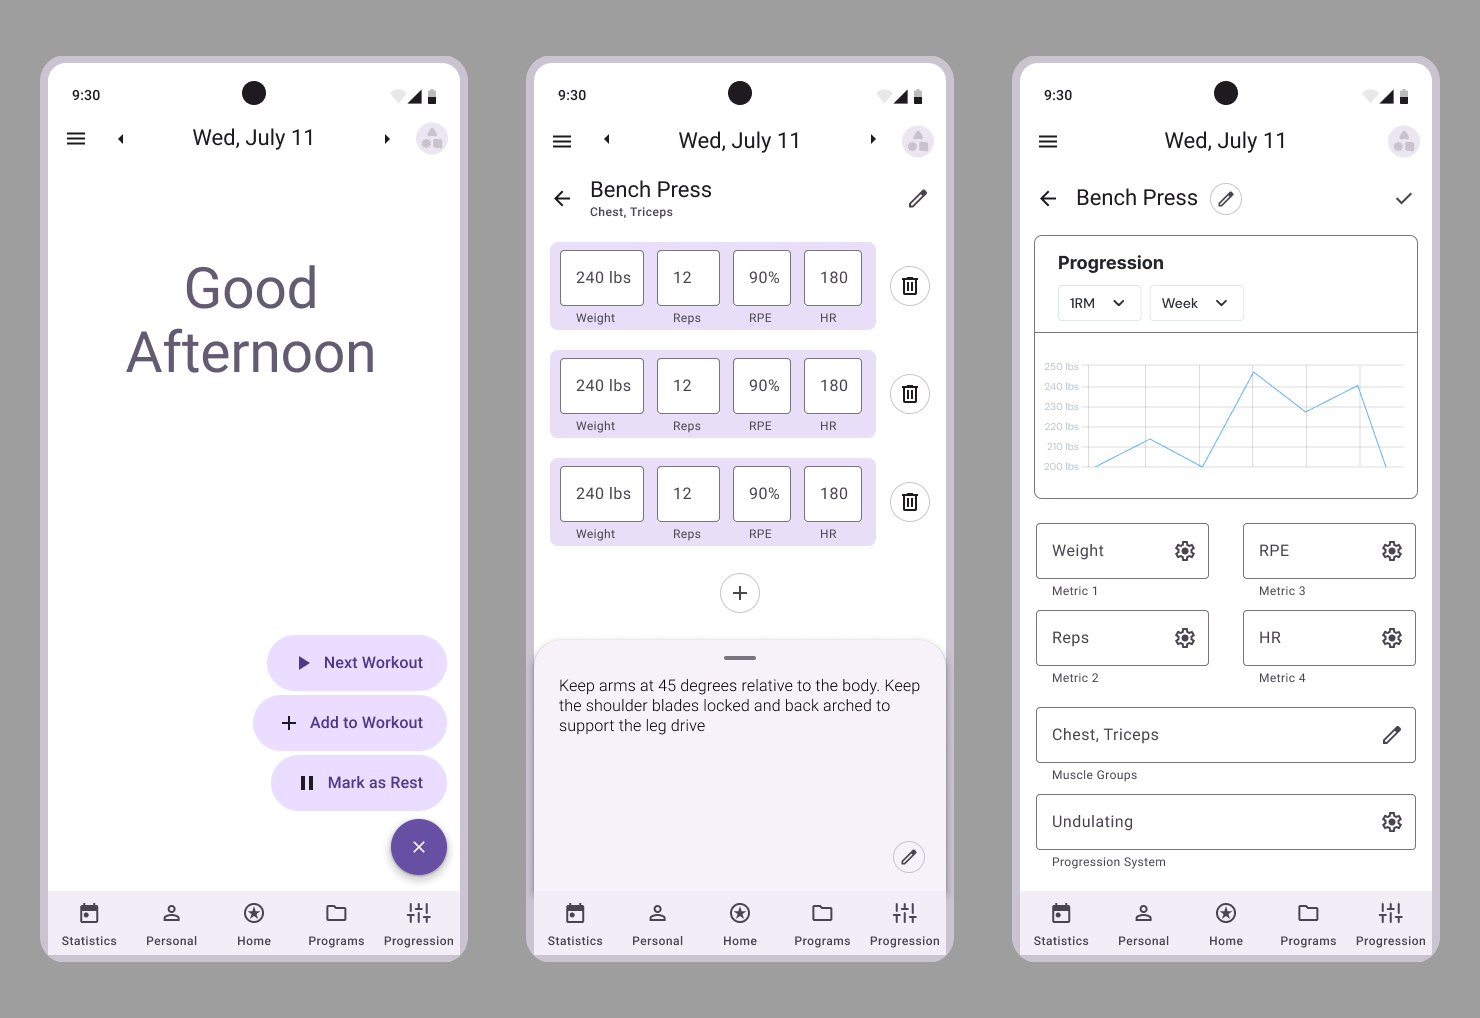 9:30
Wed, July 11
Good
Afternoon
Next Workout
Add to Workout
Mark as Rest
Statistics Personal Home Programs Progression
9:30
Wed, July 11
Bench Press
Chest, Triceps
240 lbs 12 90% 180
Weight Reps RPE HR
240 lbs 12 90% 180
Weight Reps RPE HR
240 lbs 12 90% 180
Weight Reps RPE HR
Keep arms at 45 degrees relative to the body. Keep
the shoulder blades locked and back arched to
support the leg drive
Statistics Personal Home Programs Progression
9:30
Wed, July 11
Bench Press
Progression
1RM Week
250 lbs
240 lbs
230 lbs
220 lbs
210 lbs
200 lbs
Weight RPE
Metric 1 Metric 3
Reps HR
Metric 2 Metric 4
Chest, Triceps
Muscle Groups
Undulating
Progression System
Statistics Personal Home Programs Progression